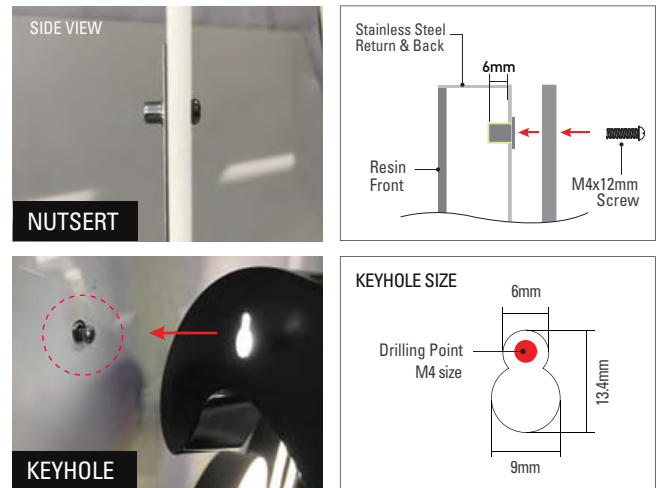 SIDE VIEW
NUTSERT
Stainless Steel
Return & Back
6mm
Resin
Front
M4x12mm
Screw
KEYHOLE
KEYHOLE SIZE
6mm
Drilling Point
M4 size
13.4mm
9mm